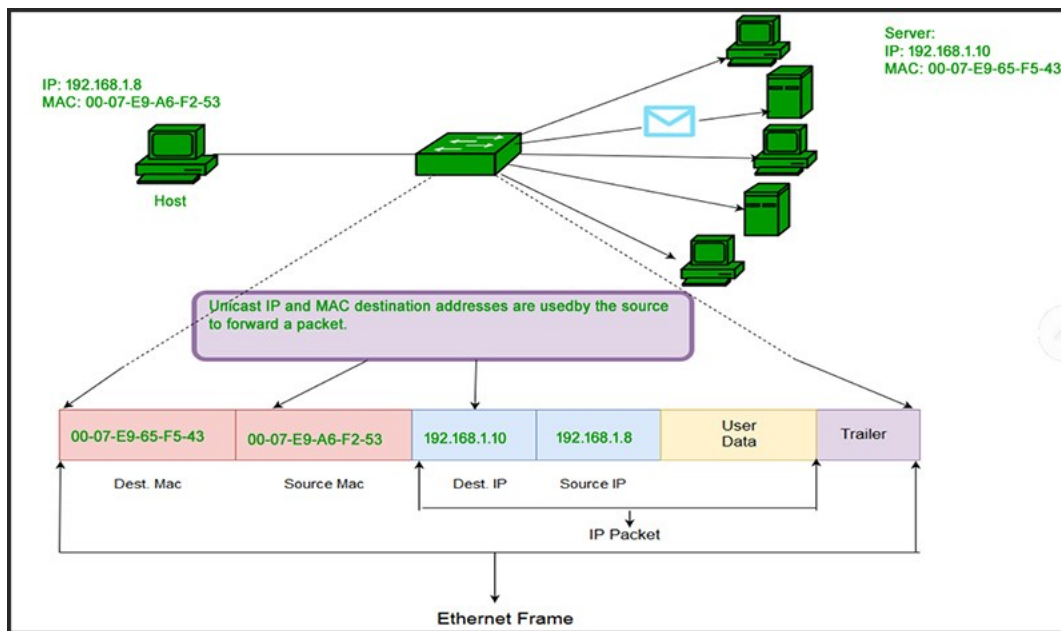 Server:
IP: 192.168.1.10
MAC: 00-07-E9-65-F5-43
IP: 192.168.1.8
MAC: 00-07-E9-A6-F2-53
Host
Unicast IP and MAC destination addresses are usedby the source
to forward a packet.
00-07-E9-65-F5-43 00-07-E9-A6-F2-53 192.168.1.10 192.168.1.8 User Data Trailer
Dest. Mac Source Mac Dest. IP Source IP
IP Packet
Ethernet Frame